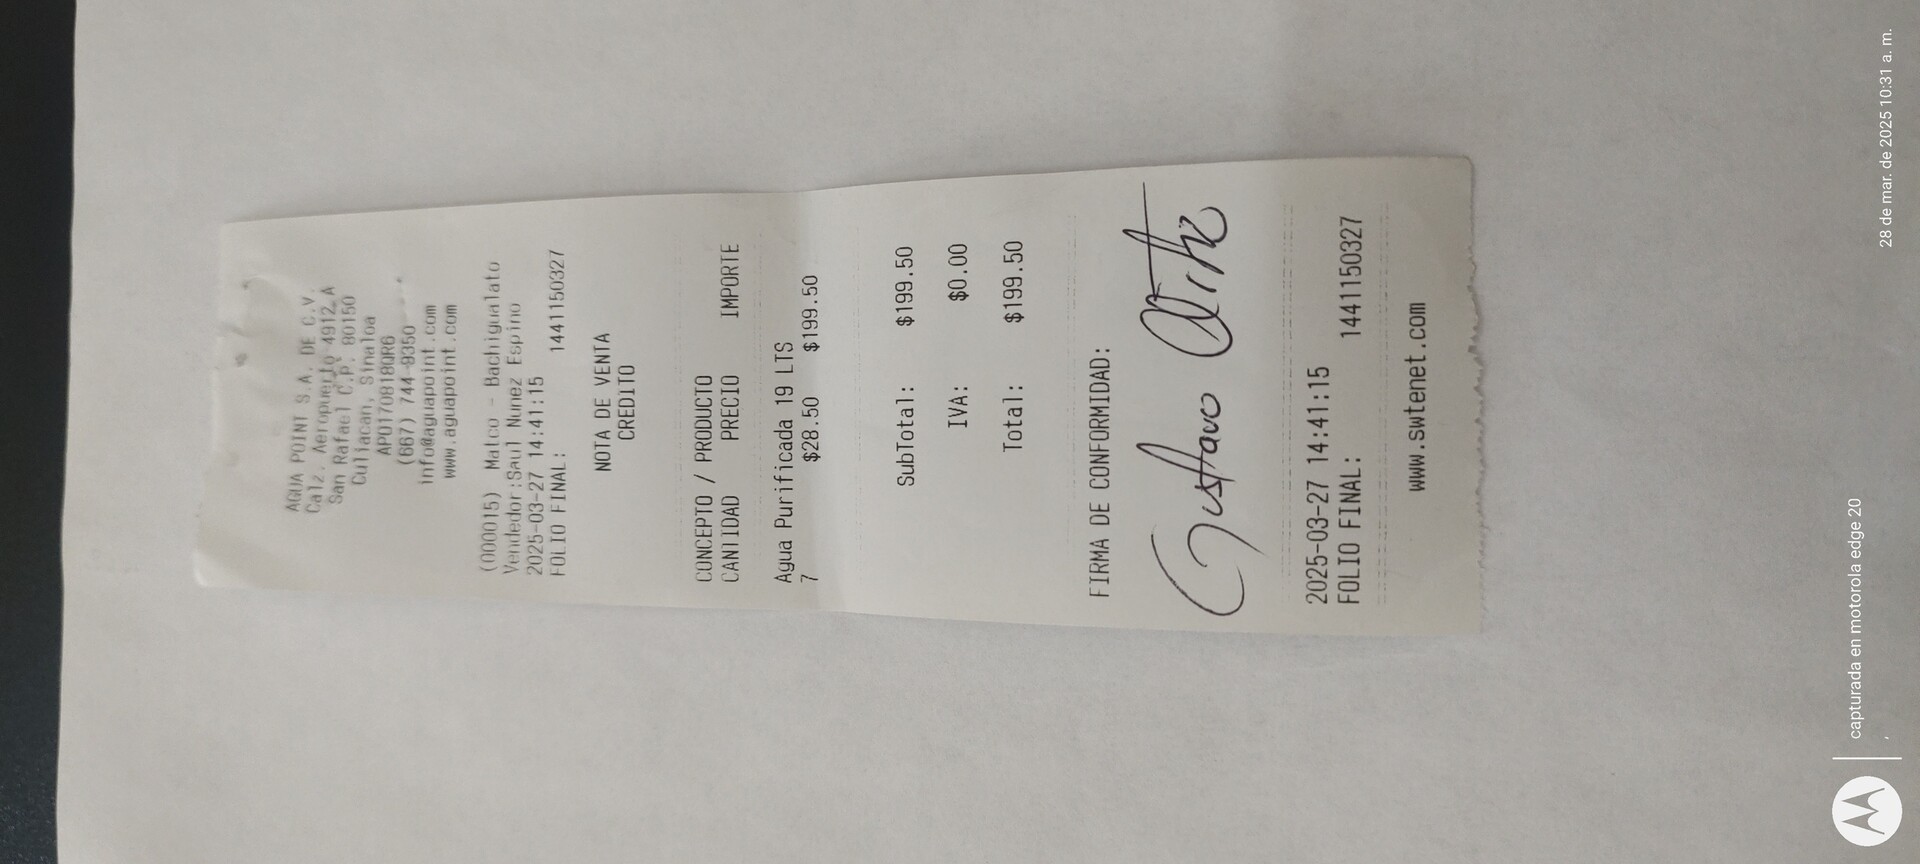 AGUA POINT S.A. DE C.V.
Calz. Aeropuerto 4912 A
San Rafael C.P. 80150
Culiacan, Sinaloa
APO170818QR6
(667) 744-9350
info@aguapoint.com
www.aguapoint.com
(000015) Matco - Bachigualato
Vendedor:Saul Nunez Espino
2025-03-27 14:41:15
FOLIO FINAL: 1441150327
NOTA DE VENTA
CREDITO
CONCEPTO / PRODUCTO
CANTIDAD PRECIO IMPORTE
Agua Purificada 19 LTS
7 $28.50 $199.50
SubTotal: $199.50
IVA: $0.00
Total: $199.50
FIRMA DE CONFORMIDAD:
Gustavo
2025-03-27 14:41:15
FOLIO FINAL: 1441150327
www.swtenet.com
capturada en motorola edge 20
28 de mar. de 2025 10:31 a. m.